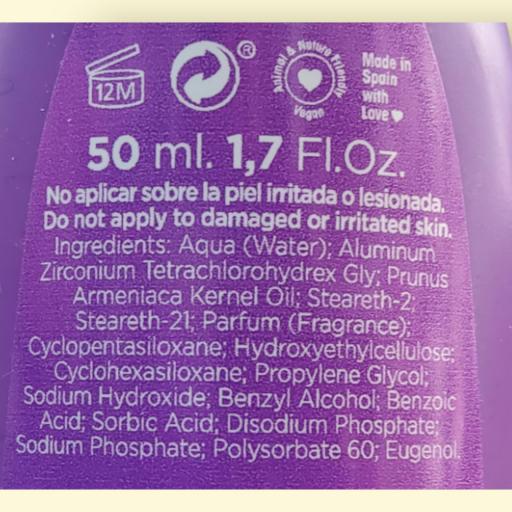 12M
®
Animal & Nature Friendly
Vegan
Made in
Spain
with
Love
50 ml. 1,7 Fl.Oz.
No aplicar sobre la piel irritada o lesionada.
Do not apply to damaged or irritated skin.
Ingredients: Aqua (Water); Aluminum
Zirconium Tetrachlorohydrex Gly; Prunus
Armeniaca Kernel Oil; Steareth-2;
Steareth-21; Parfum (Fragrance);
Cyclopentasiloxane; Hydroxyethylcellulose;
Cyclohexasiloxane; Propylene Glycol;
Sodium Hydroxide; Benzyl Alcohol; Benzoic
Acid; Sorbic Acid; Disodium Phosphate;
Sodium Phosphate; Polysorbate 60; Eugenol.